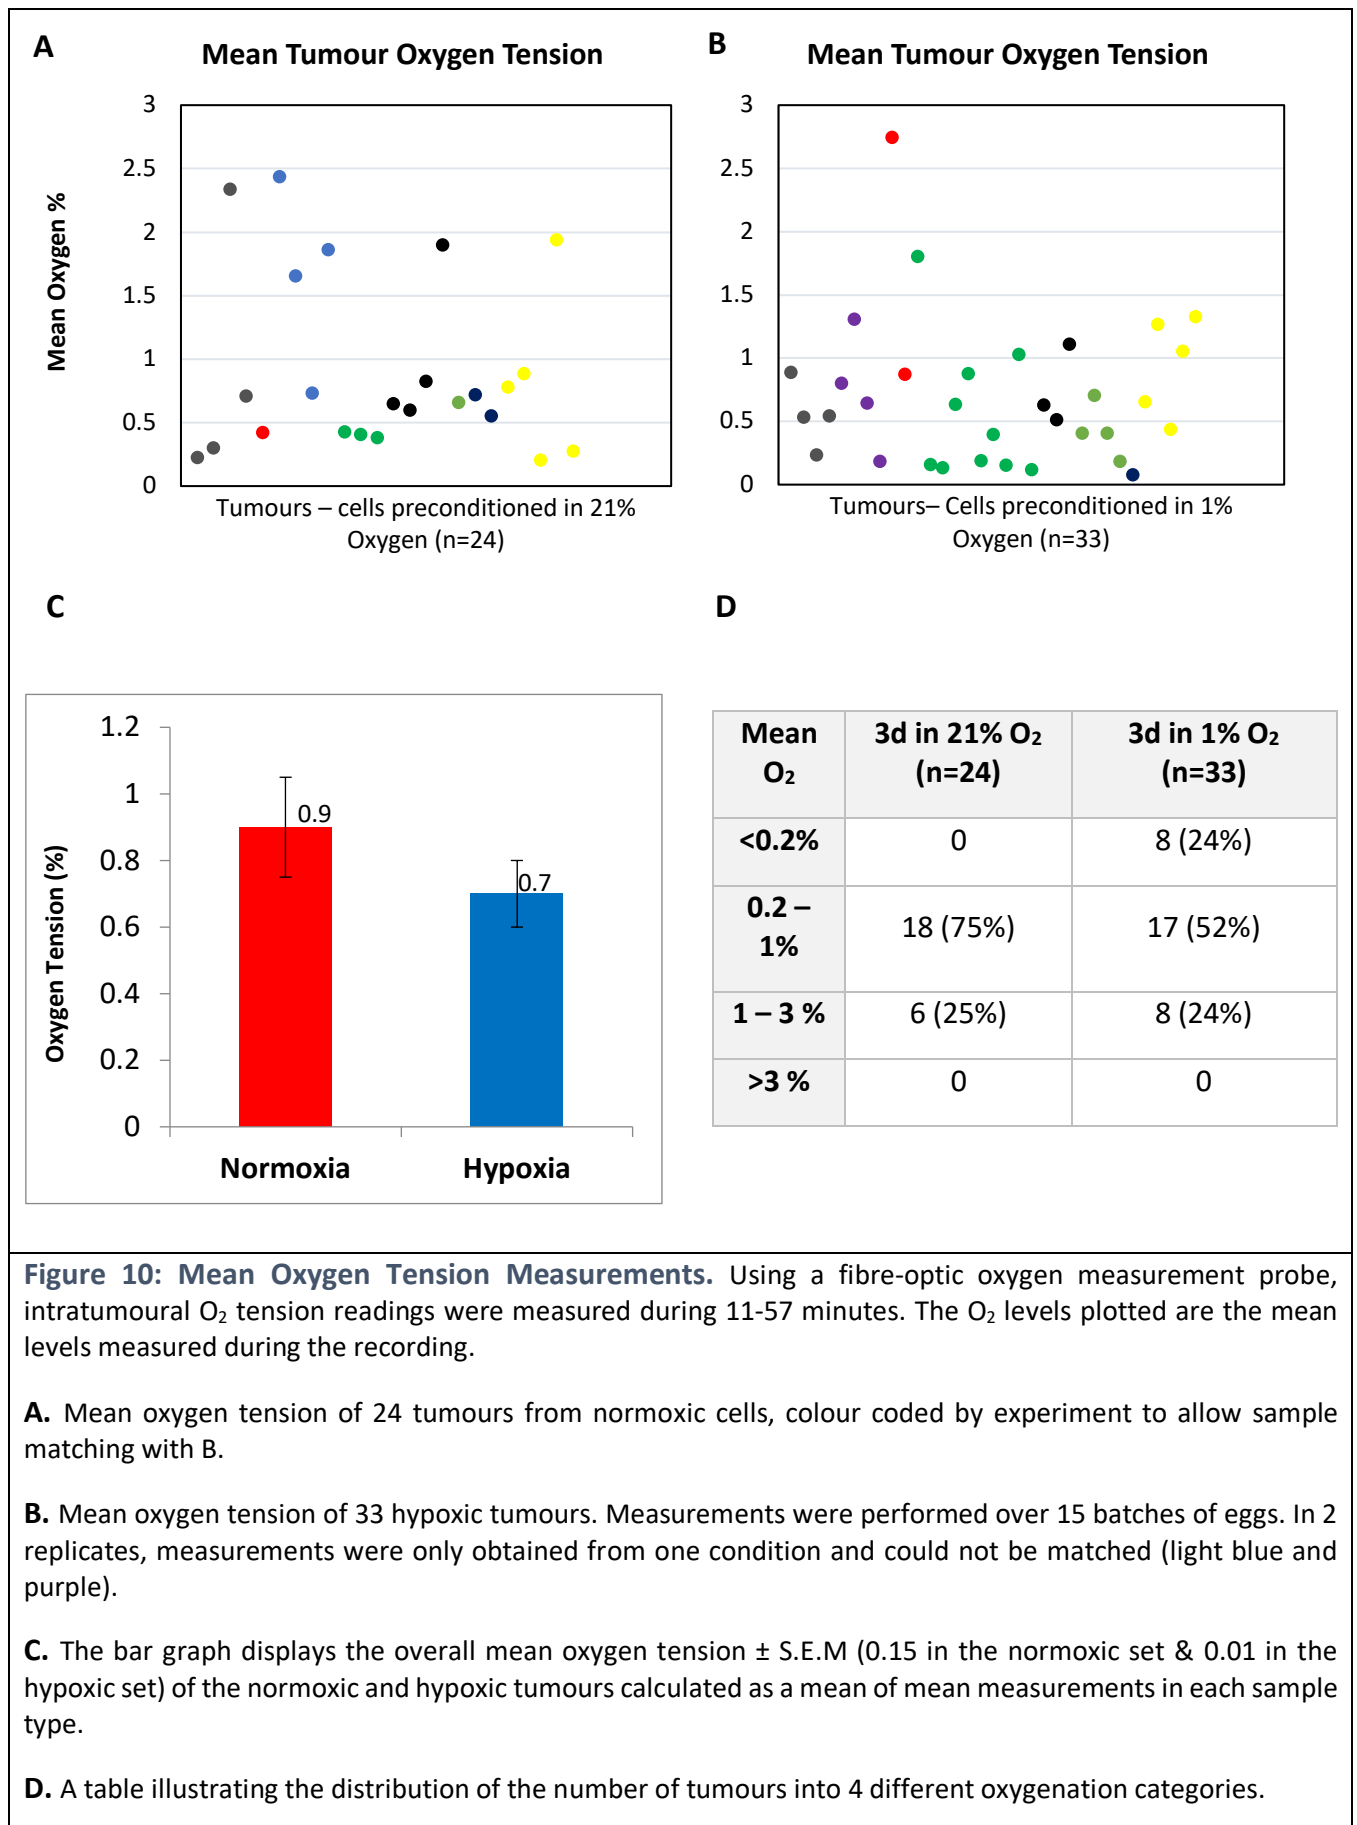 A
Mean Tumour Oxygen Tension
Mean Oxygen %
3
2.5
2
1.5
1
0.5
0
Tumours – cells preconditioned in 21%
Oxygen (n=24)
B
Mean Tumour Oxygen Tension
3
2.5
2
1.5
1
0.5
0
Tumours– Cells preconditioned in 1%
Oxygen (n=33)
C
Oxygen Tension (%)
1.2
1
0.8
0.6
0.4
0.2
0
0.9
0.7
Normoxia
Hypoxia
D
Mean O₂
3d in 21% O₂ (n=24)
3d in 1% O₂ (n=33)
<0.2%
0
8 (24%)
0.2 – 1%
18 (75%)
17 (52%)
1 – 3 %
6 (25%)
8 (24%)
>3 %
0
0
Figure 10: Mean Oxygen Tension Measurements. Using a fibre-optic oxygen measurement probe,
intratumoural O₂ tension readings were measured during 11-57 minutes. The O₂ levels plotted are the mean
levels measured during the recording.
A. Mean oxygen tension of 24 tumours from normoxic cells, colour coded by experiment to allow sample
matching with B.
B. Mean oxygen tension of 33 hypoxic tumours. Measurements were performed over 15 batches of eggs. In 2
replicates, measurements were only obtained from one condition and could not be matched (light blue and
purple).
C. The bar graph displays the overall mean oxygen tension ± S.E.M (0.15 in the normoxic set & 0.01 in the
hypoxic set) of the normoxic and hypoxic tumours calculated as a mean of mean measurements in each sample
type.
D. A table illustrating the distribution of the number of tumours into 4 different oxygenation categories.